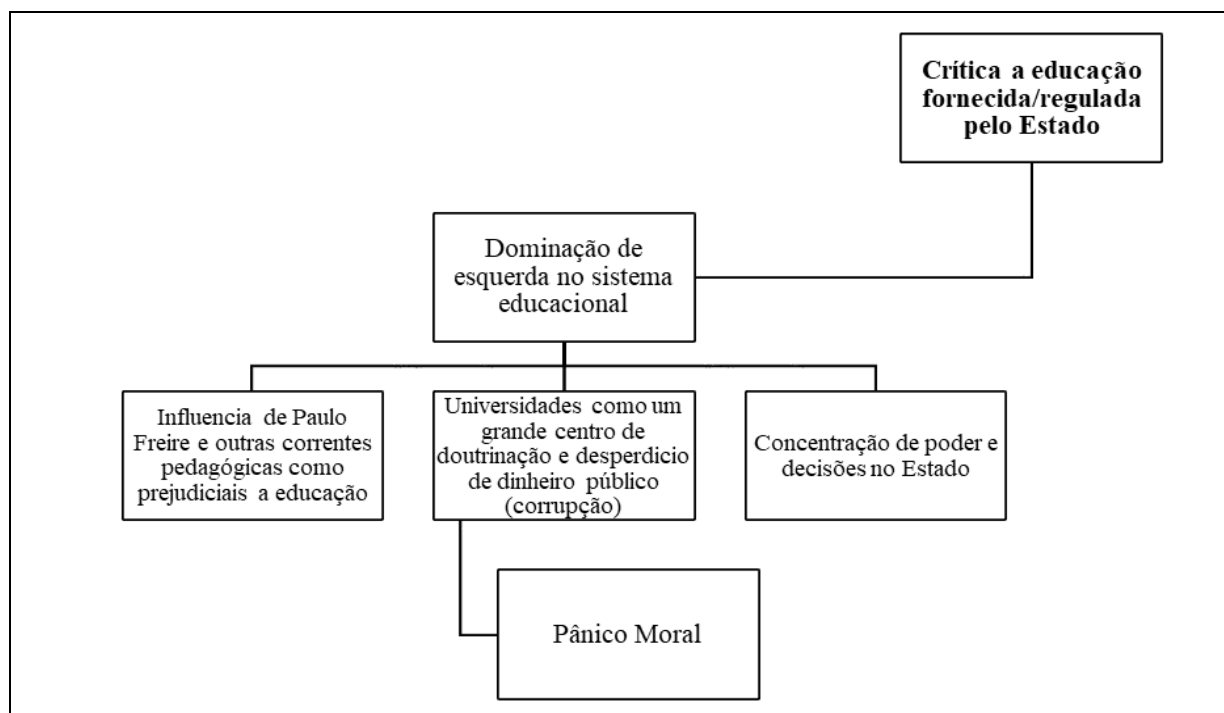 Crítica a educação
fornecida/regulada
pelo Estado
Dominação de
esquerda no sistema
educacional
Influencia de Paulo
Freire e outras correntes
pedagógicas como
prejudiciais a educação
Universidades como um
grande centro de
doutrinação e desperdicio
de dinheiro público
(corrupção)
Concentração de poder e
decisões no Estado
Pânico Moral